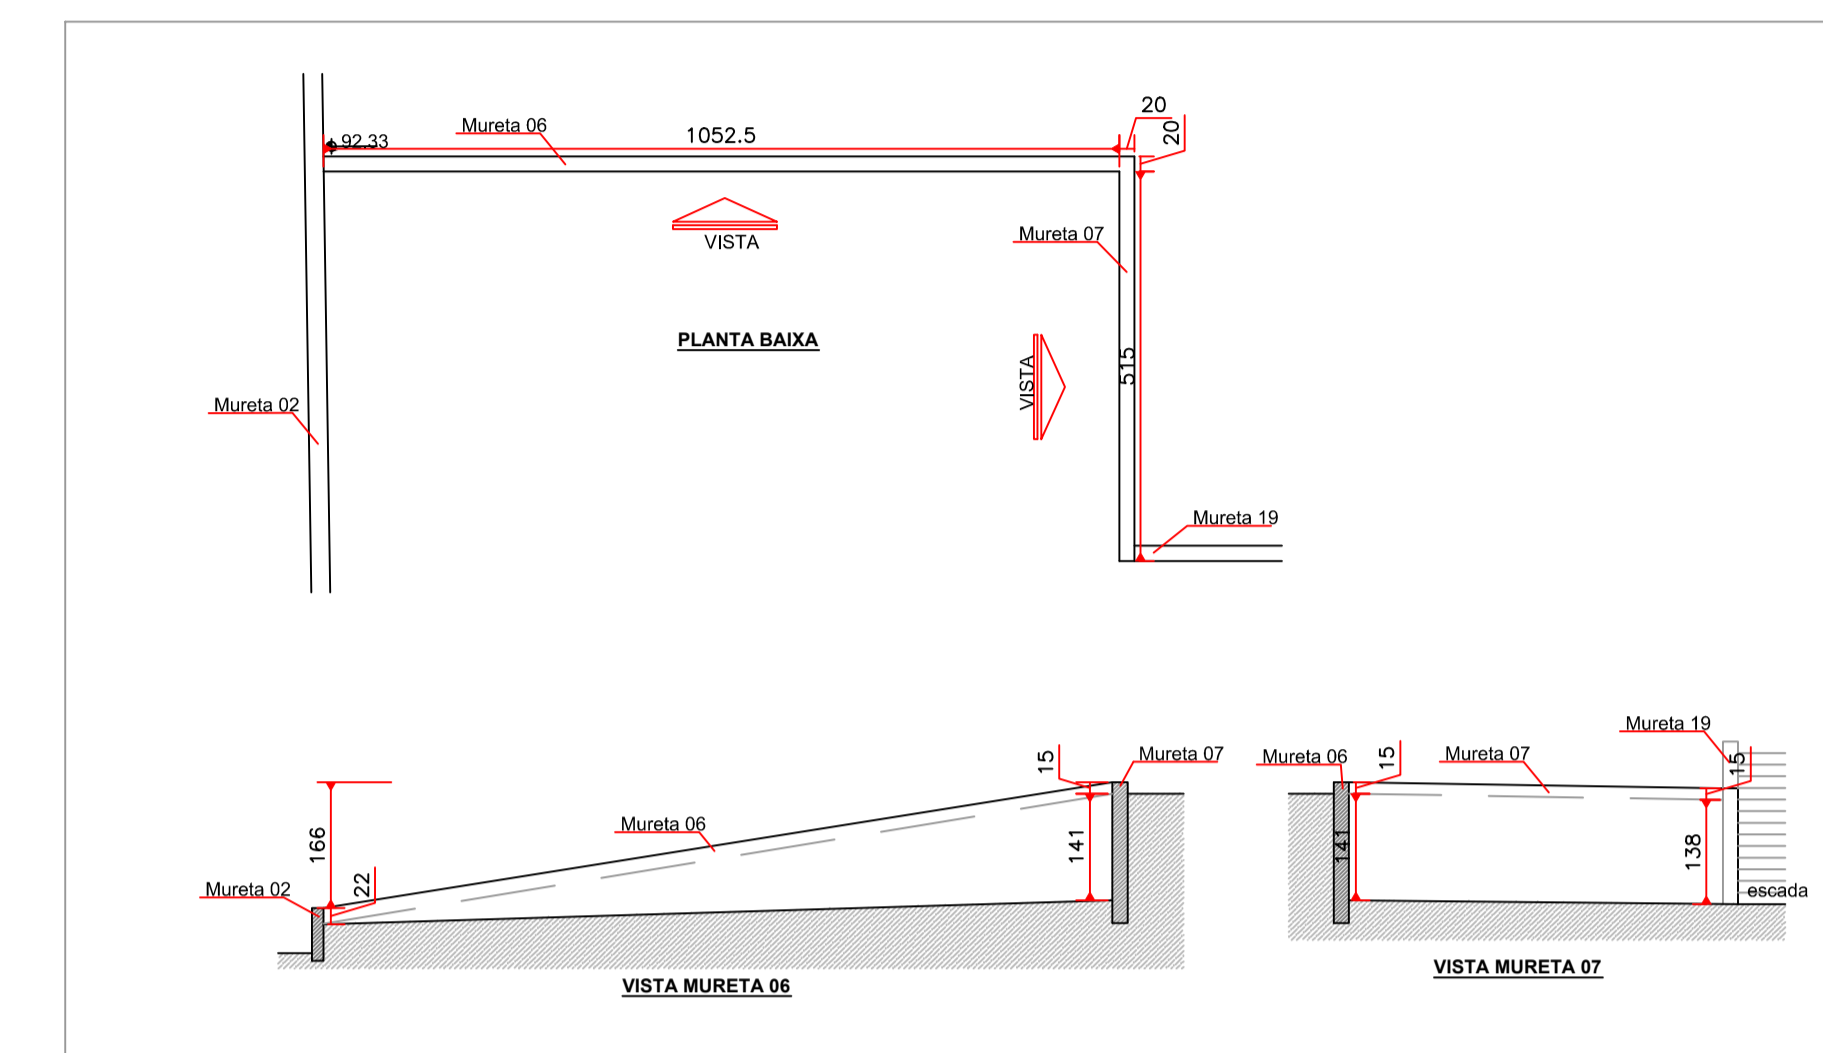 20
20
Mureta 06
1052.5
92.33
VISTA
Mureta 07
PLANTA BAIXA
515
VISTA
Mureta 02
Mureta 19
Mureta 19
15
Mureta 07
Mureta 06
15
Mureta 07
15
166
Mureta 06
141
141
138
22
Mureta 02
escada
VISTA MURETA 06
VISTA MURETA 07